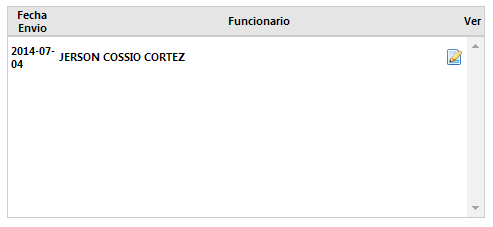 Fecha
Envio
Funcionario
Ver
2014-07-
04
JERSON COSSIO CORTEZ